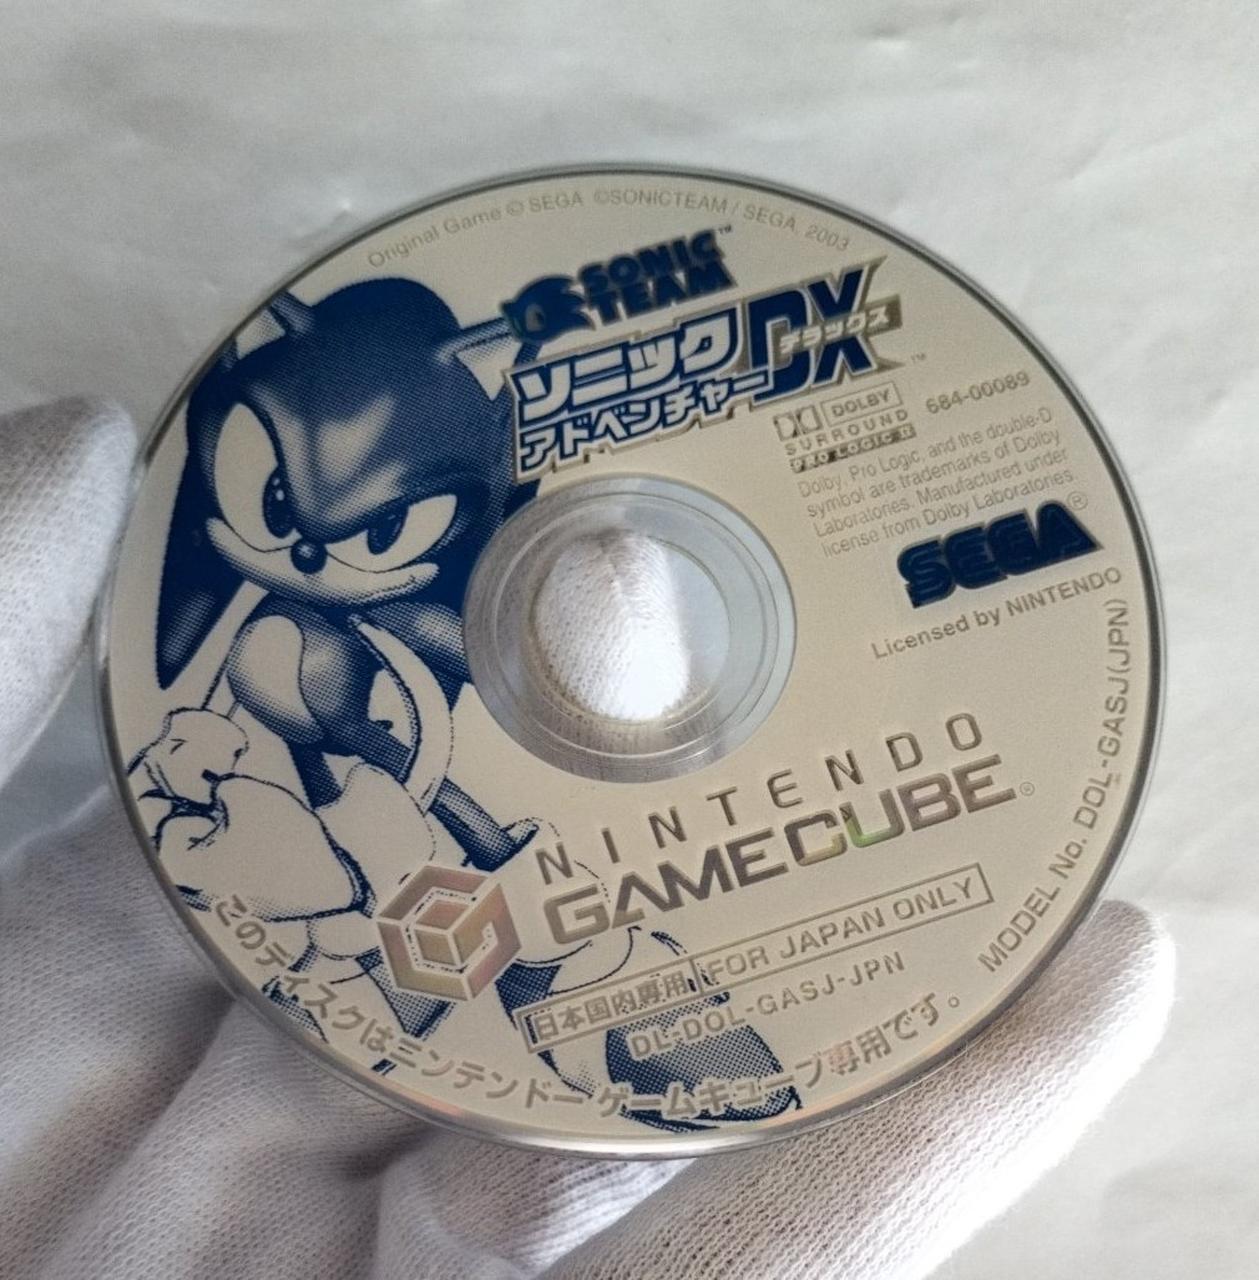 Original Game © SEGA ©SONICTEAM / SEGA, 2003
SONIC
TEAM™
ソニック
アドベンチャー
DX
デラックス
™
DOLBY
SURROUND
PRO LOGIC II
684-00089
Dolby, Pro Logic, and the double-D
symbol are trademarks of Dolby
Laboratories. Manufactured under
license from Dolby Laboratories.
SEGA®
Licensed by NINTENDO
NINTENDO
GAMECUBE®
日本国内専用 FOR JAPAN ONLY
DL-DOL-GASJ-JPN
MODEL No. DOL-GASJ(JPN)
このディスクはニンテンドーゲームキューブ専用です。